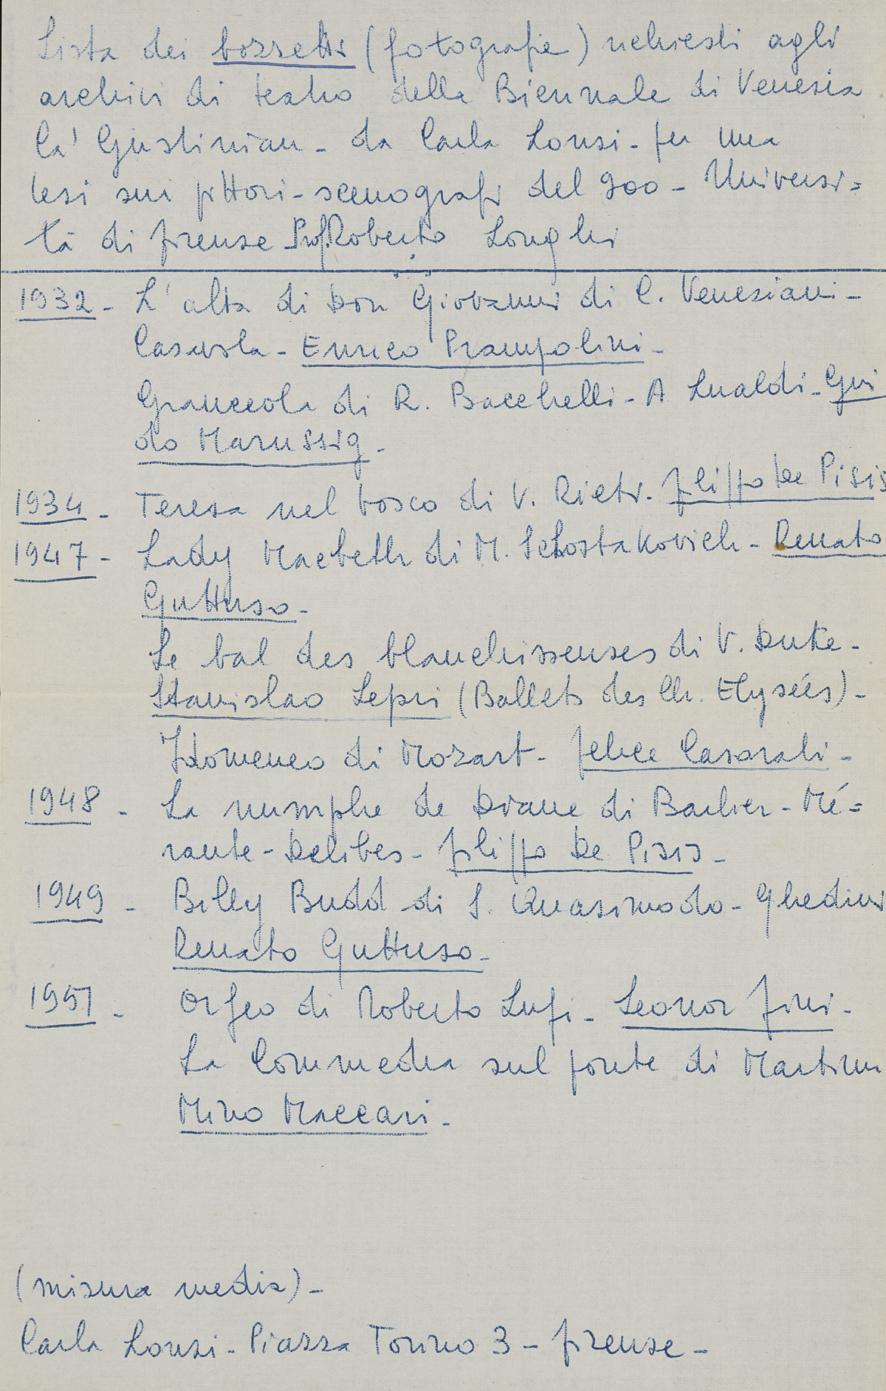 Lista dei bozzetti (fotografie) richiesti agli
archivi di teatro della Biennale di Venezia
Ca' Giustinian - da Carla Lonzi - per una
tesi sui pittori-scenografi del 900 - Universi=
tà di Firenze Prof. Roberto Longhi
1932 - L'alba di Don Giovanni di C. Veneziani -
Casavola - Enrico Prampolini -
Granceola di R. Bacchelli - A Lualdi - Gui
do Marussig -
1934 - Teresa nel bosco di V. Rieti - Filippo De Pisis
1947 - Lady Macbeth di M. Schostakovich - Renato
Guttuso -
Le bal des blanchisseuses di V. Duke -
Stanislao Lepri (Ballets des Ch. Elysées) -
Idomeneo di Mozart - Felice Casorati -
1948 - La nymphe de Diane di Barbier - Mé=
rante - Delibes - Filippo De Pisis -
1949 - Billy Budd di S. Quasimodo - Ghedini
Renato Guttuso -
1951 - Orfeo di Roberto Lupi - Leonor Fini -
La Commedia sul ponte di Martinu
Mino Maccari -
(misura media) -
Carla Lonzi - Piazza Torino 3 - Firenze -